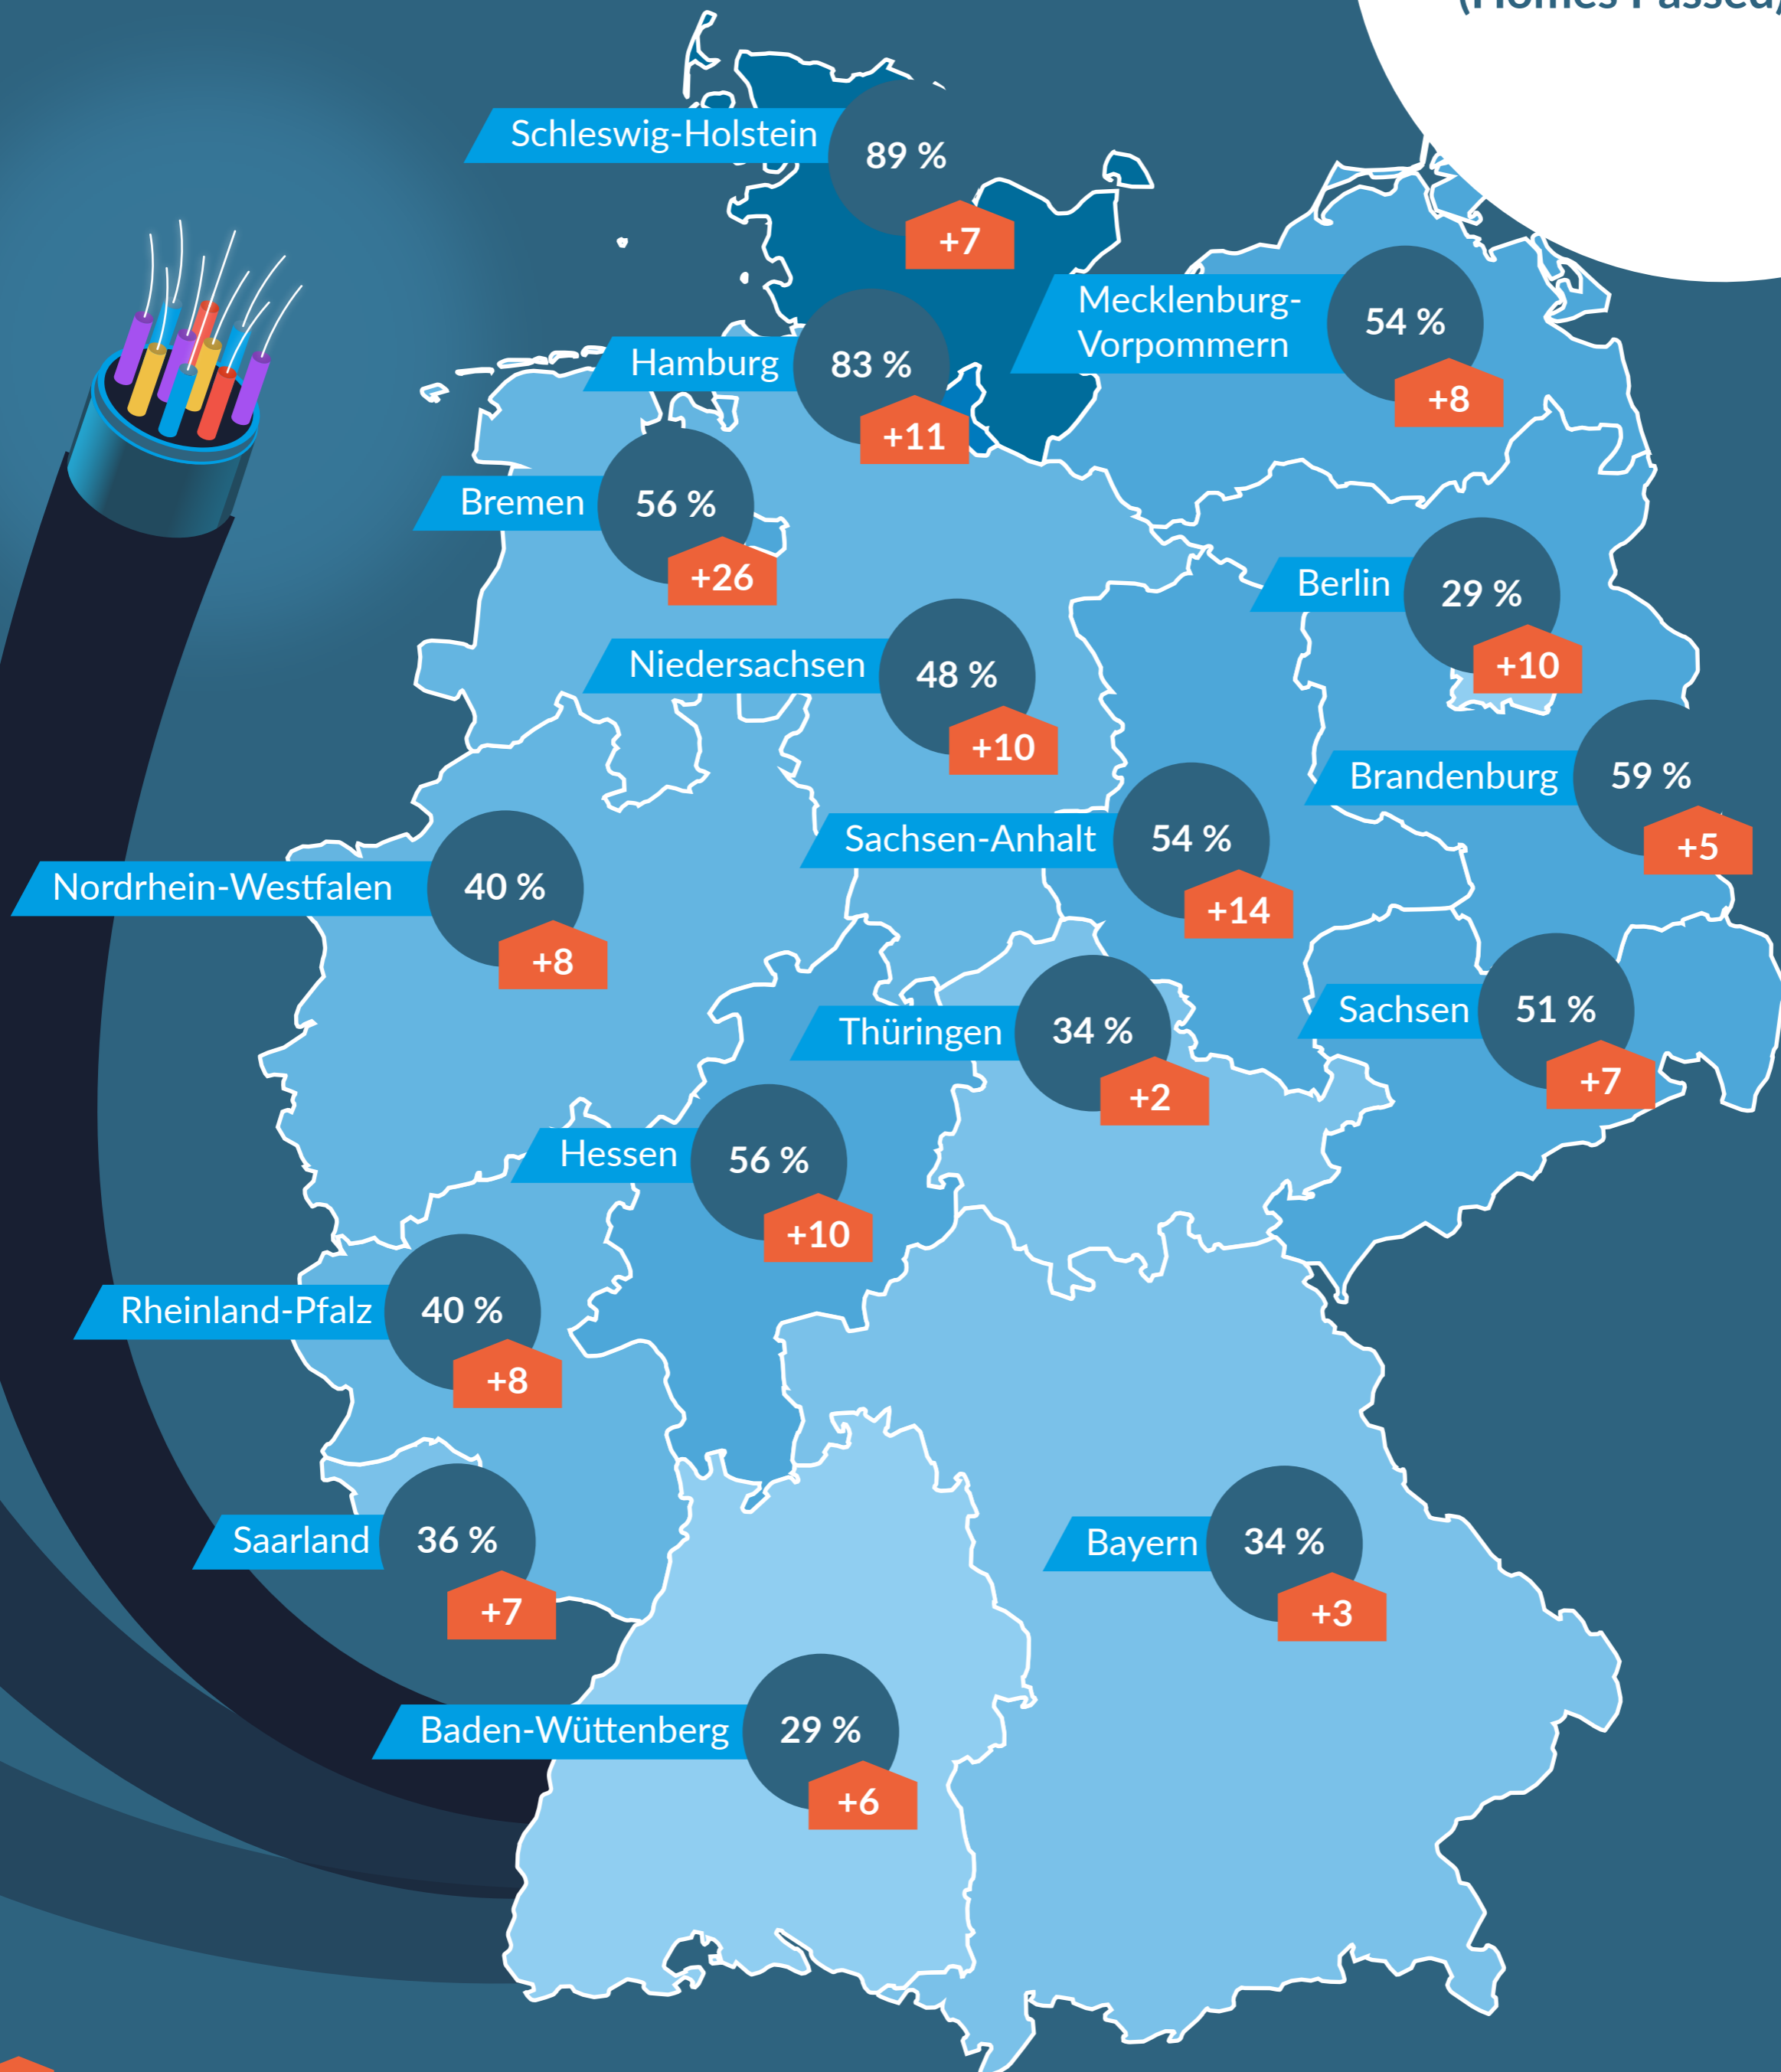 (Homes Passed)
Schleswig-Holstein
89 %
+7
Mecklenburg-
Vorpommern
54 %
+8
Hamburg
83 %
+11
Bremen
56 %
+26
Berlin
29 %
+10
Niedersachsen
48 %
+10
Brandenburg
59 %
+5
Sachsen-Anhalt
54 %
+14
Nordrhein-Westfalen
40 %
+8
Sachsen
51 %
+7
Thüringen
34 %
+2
Hessen
56 %
+10
Rheinland-Pfalz
40 %
+8
Saarland
36 %
+7
Bayern
34 %
+3
Baden-Wüttenberg
29 %
+6